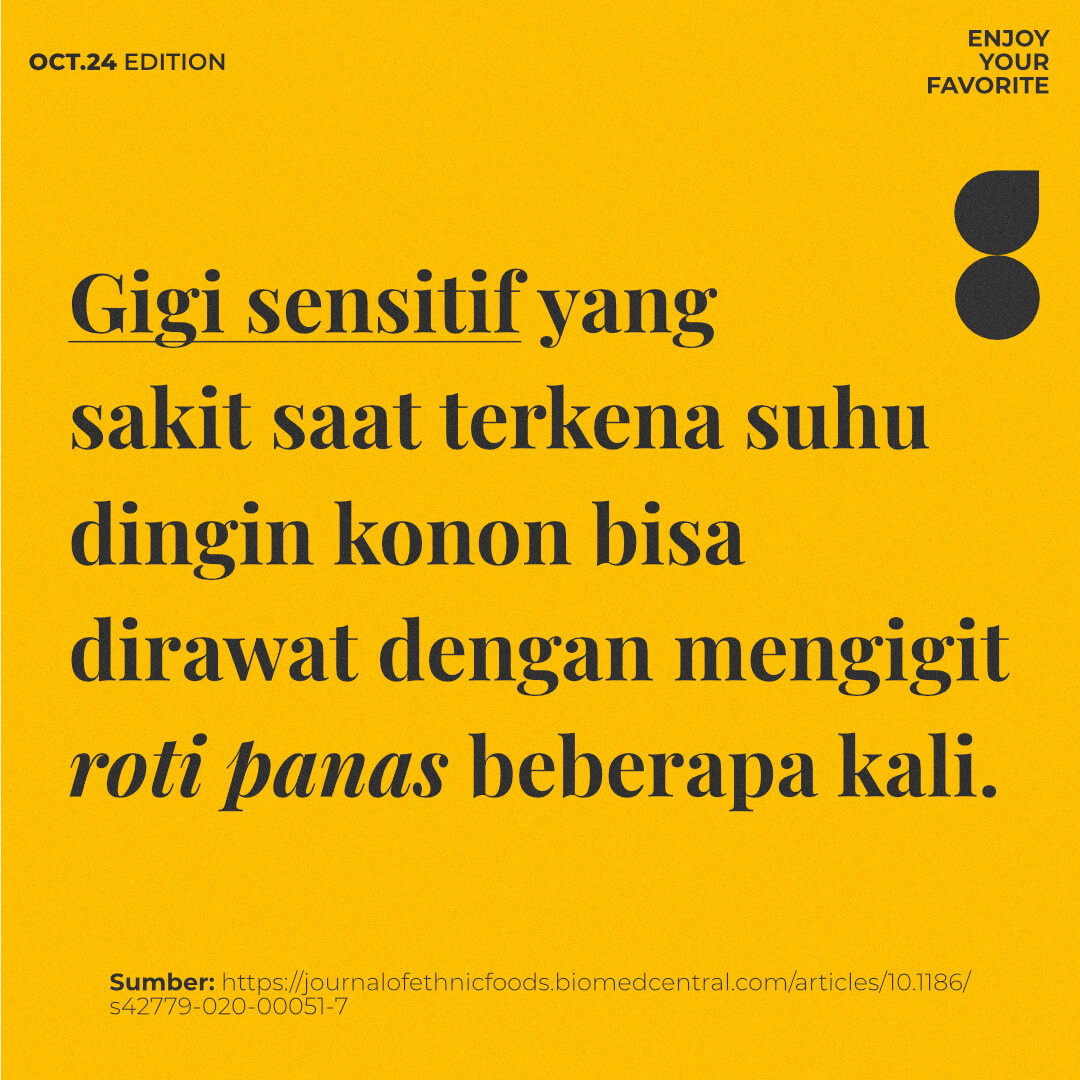 OCT.24 EDITION
ENJOY
YOUR
FAVORITE
Gigi sensitif yang
sakit saat terkena suhu
dingin konon bisa
dirawat dengan mengigit
roti panas beberapa kali.
Sumber: https://journalofethnicfoods.biomedcentral.com/articles/10.1186/
s42779-020-00051-7